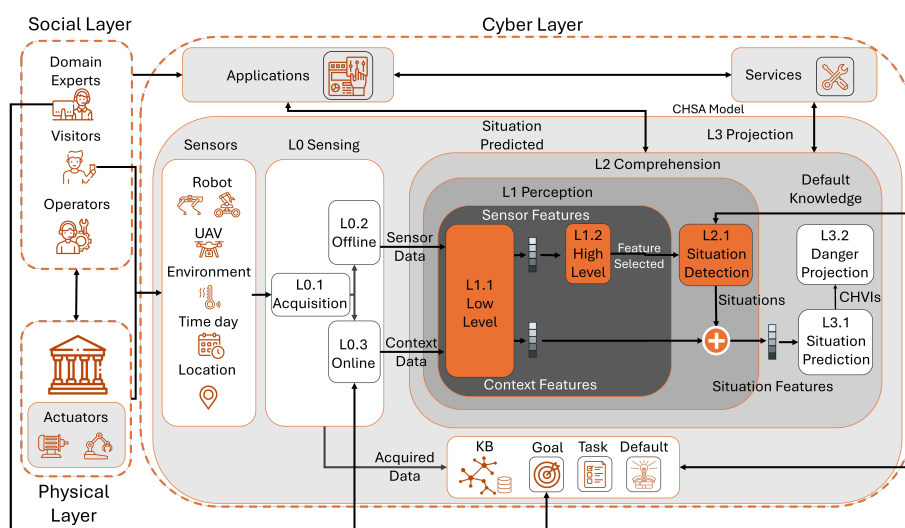 Social Layer
Cyber Layer
Domain
Experts
Visitors
Operators
Applications
Services
CHSA Model
Situation
Predicted
L3 Projection
Sensors
L0 Sensing
L2 Comprehension
L1 Perception
Default
Knowledge
Robot
UAV
Environment
Time day
Location
L0.1
Acquisition
L0.2
Offline
L0.3
Online
Sensor
Data
Context
Data
Sensor Features
L1.1
Low
Level
L1.2
High
Level
Feature
Selected
Context Features
L2.1
Situation
Detection
Situations
L3.2
Danger
Projection
CHVIs
L3.1
Situation
Prediction
Situation Features
Actuators
Physical
Layer
Acquired
Data
KB
Goal
Task
Default